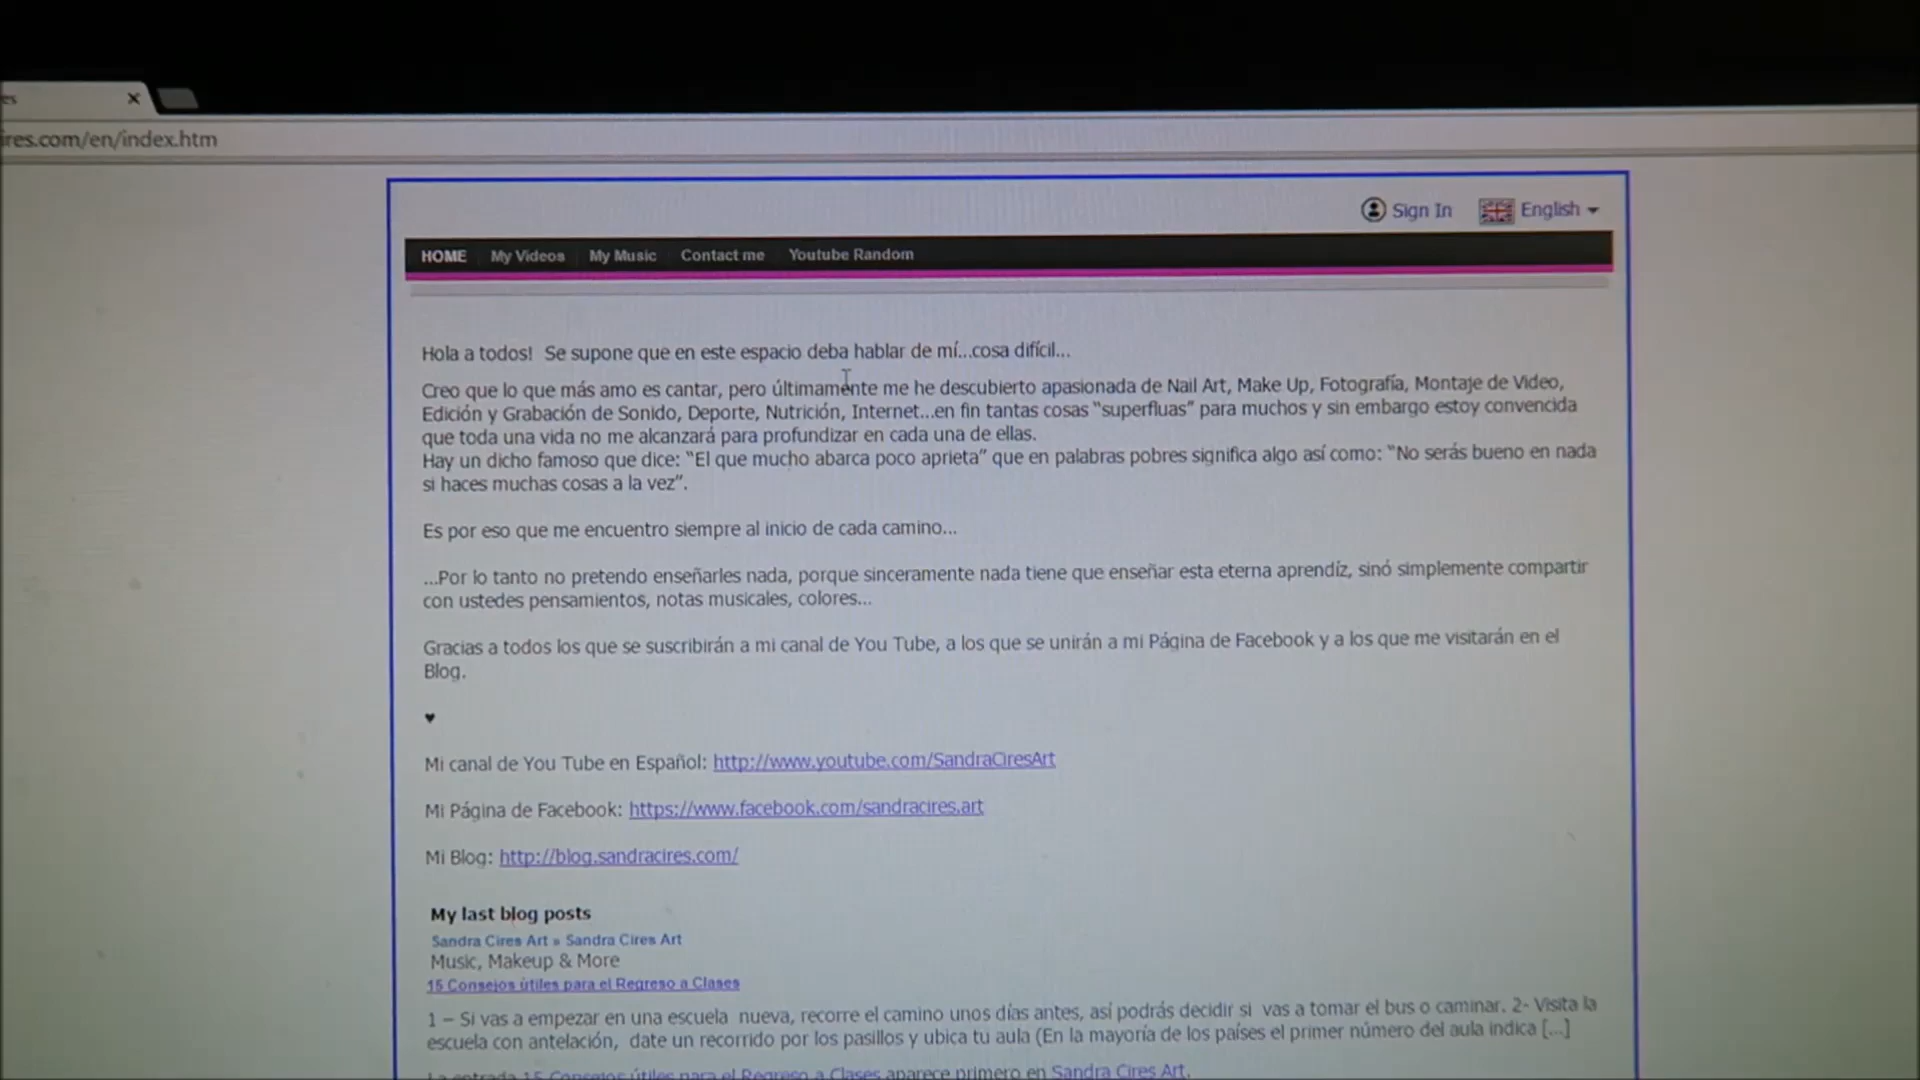 es
ires.com/en/index.htm
Sign In English
HOME My Videos My Music Contact me Youtube Random
Hola a todos! Se supone que en este espacio deba hablar de mí...cosa difícil...
Creo que lo que más amo es cantar, pero últimamente me he descubierto apasionada de Nail Art, Make Up, Fotografía, Montaje de Video,
Edición y Grabación de Sonido, Deporte, Nutrición, Internet...en fin tantas cosas “superfluas” para muchos y sin embargo estoy convencida
que toda una vida no me alcanzará para profundizar en cada una de ellas.
Hay un dicho famoso que dice: “El que mucho abarca poco aprieta” que en palabras pobres significa algo así como: “No serás bueno en nada
si haces muchas cosas a la vez”.
Es por eso que me encuentro siempre al inicio de cada camino...
...Por lo tanto no pretendo enseñarles nada, porque sinceramente nada tiene que enseñar esta eterna aprendíz, sinó simplemente compartir
con ustedes pensamientos, notas musicales, colores...
Gracias a todos los que se suscribirán a mi canal de You Tube, a los que se unirán a mi Página de Facebook y a los que me visitarán en el
Blog.
♥
Mi canal de You Tube en Español: http://www.youtube.com/SandraCiresArt
Mi Página de Facebook: https://www.facebook.com/sandracires.art
Mi Blog: http://blog.sandracires.com/
My last blog posts
Sandra Cires Art » Sandra Cires Art
Music, Makeup & More
15 Consejos útiles para el Regreso a Clases
1 – Si vas a empezar en una escuela nueva, recorre el camino unos días antes, así podrás decidir si vas a tomar el bus o caminar. 2- Visita la
escuela con antelación, date un recorrido por los pasillos y ubica tu aula (En la mayoría de los países el primer número del aula indica [...]
La entrada 15 Consejos útiles para el Regreso a Clases aparece primero en Sandra Cires Art.